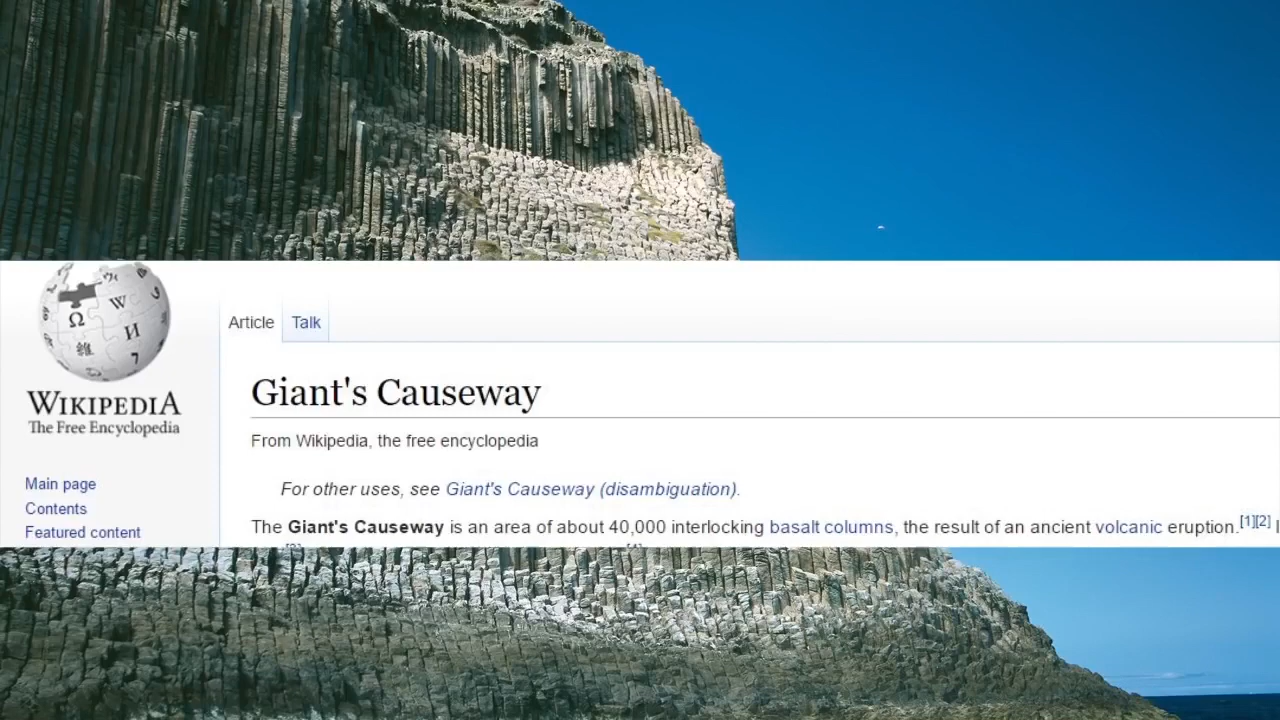 Article Talk
Giant's Causeway
WIKIPEDIA
The Free Encyclopedia
From Wikipedia, the free encyclopedia
Main page
Contents
Featured content
For other uses, see Giant's Causeway (disambiguation).
The Giant's Causeway is an area of about 40,000 interlocking basalt columns, the result of an ancient volcanic eruption.[1][2]